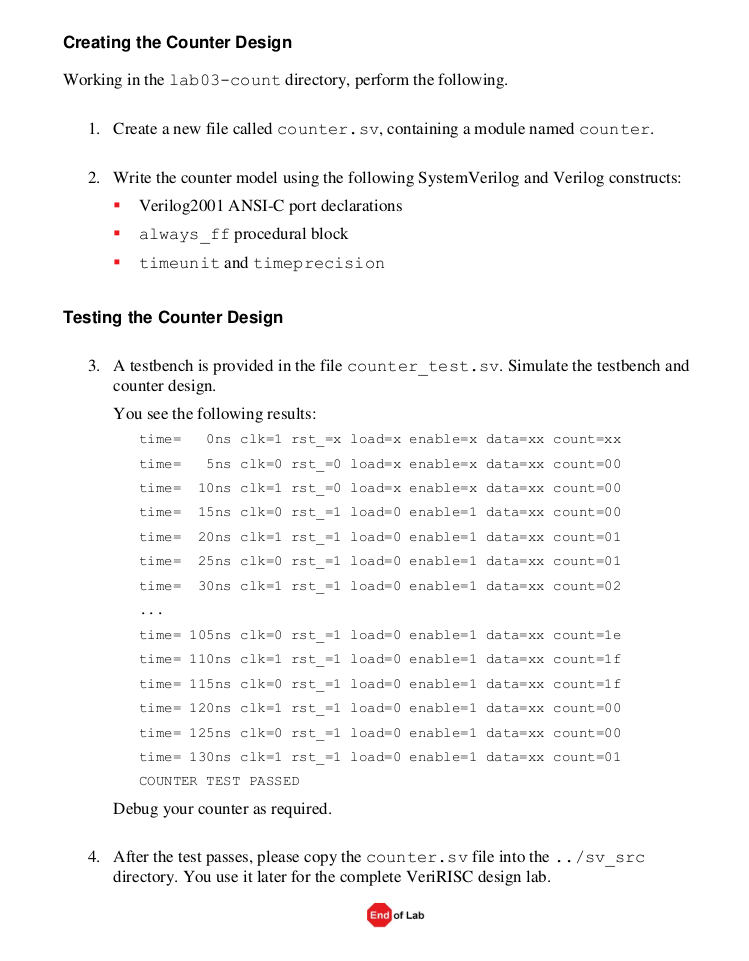 Creating the Counter Design
Working in the lab03-count directory, perform the following.
1. Create a new file called counter.sv, containing a module named counter.
2. Write the counter model using the following SystemVerilog and Verilog constructs:
▪ Verilog2001 ANSI-C port declarations
▪ always_ff procedural block
▪ timeunit and timeprecision
Testing the Counter Design
3. A testbench is provided in the file counter_test.sv. Simulate the testbench and
counter design.
You see the following results:
time=   0ns clk=1 rst_=x load=x enable=x data=xx count=xx
time=   5ns clk=0 rst_=0 load=x enable=x data=xx count=00
time=  10ns clk=1 rst_=0 load=x enable=x data=xx count=00
time=  15ns clk=0 rst_=1 load=0 enable=1 data=xx count=00
time=  20ns clk=1 rst_=1 load=0 enable=1 data=xx count=01
time=  25ns clk=0 rst_=1 load=0 enable=1 data=xx count=01
time=  30ns clk=1 rst_=1 load=0 enable=1 data=xx count=02
...
time= 105ns clk=0 rst_=1 load=0 enable=1 data=xx count=1e
time= 110ns clk=1 rst_=1 load=0 enable=1 data=xx count=1f
time= 115ns clk=0 rst_=1 load=0 enable=1 data=xx count=1f
time= 120ns clk=1 rst_=1 load=0 enable=1 data=xx count=00
time= 125ns clk=0 rst_=1 load=0 enable=1 data=xx count=00
time= 130ns clk=1 rst_=1 load=0 enable=1 data=xx count=01
COUNTER TEST PASSED
Debug your counter as required.
4. After the test passes, please copy the counter.sv file into the ../sv_src
directory. You use it later for the complete VeriRISC design lab.
End of Lab